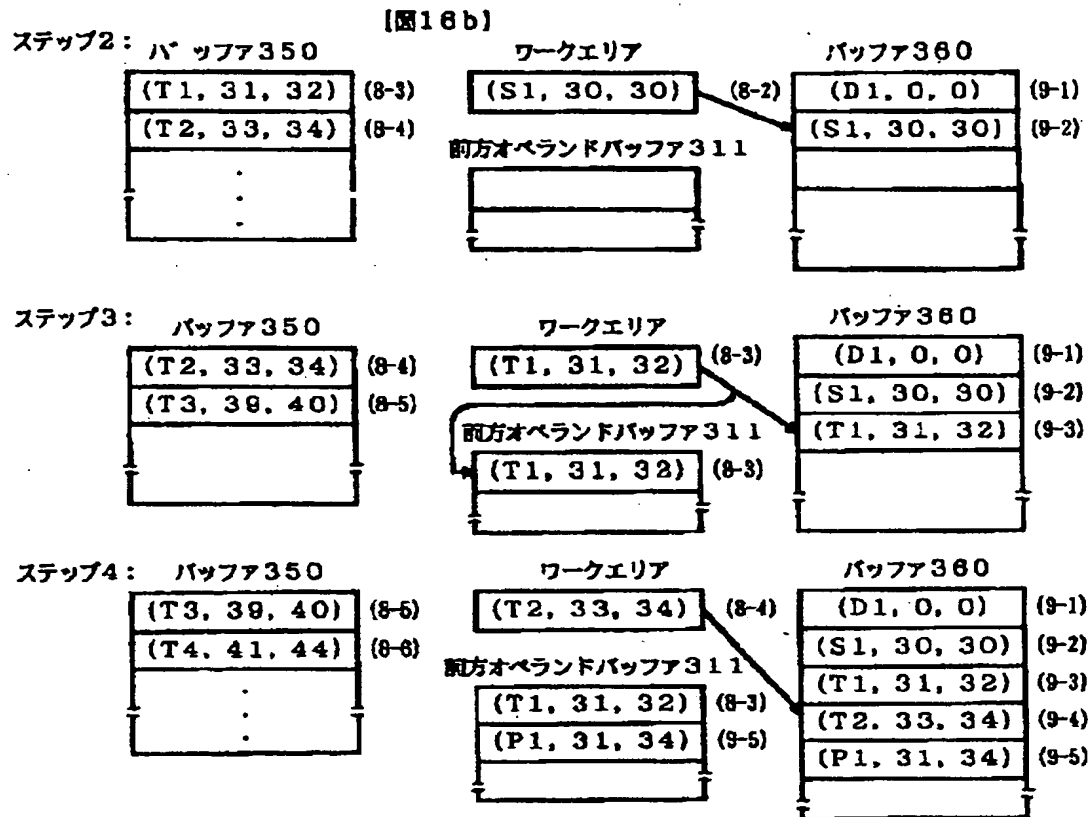 【図16b】
ステップ2:
バッファ350
ワークエリア
バッファ360
(T1, 31, 32) (8-3)
(T2, 33, 34) (8-4)
(S1, 30, 30) (8-2)
前方オペランドバッファ311
(D1, 0, 0) (9-1)
(S1, 30, 30) (9-2)
ステップ3:
バッファ350
ワークエリア
バッファ360
(T2, 33, 34) (8-4)
(T3, 39, 40) (8-5)
(T1, 31, 32) (8-3)
前方オペランドバッファ311
(T1, 31, 32) (8-3)
(D1, 0, 0) (9-1)
(S1, 30, 30) (9-2)
(T1, 31, 32) (9-3)
ステップ4:
バッファ350
ワークエリア
バッファ360
(T3, 39, 40) (8-5)
(T4, 41, 44) (8-6)
(T2, 33, 34) (8-4)
前方オペランドバッファ311
(T1, 31, 32) (8-3)
(P1, 31, 34) (9-5)
(D1, 0, 0) (9-1)
(S1, 30, 30) (9-2)
(T1, 31, 32) (9-3)
(T2, 33, 34) (9-4)
(P1, 31, 34) (9-5)